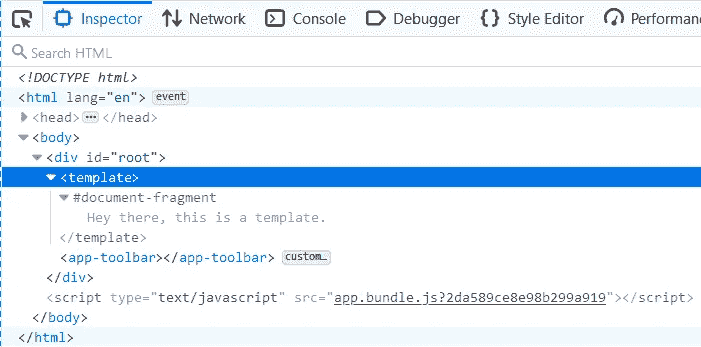 Inspector Network Console Debugger Style Editor Performanc
Search HTML
<!DOCTYPE html>
<html lang="en"> event
<head> ••• </head>
<body>
<div id="root">
<template>
#document-fragment
Hey there, this is a template.
</template>
<app-toolbar></app-toolbar> custom…
</div>
<script type="text/javascript" src="app.bundle.js?2da589ce8e98b299a919"></script>
</body>
</html>